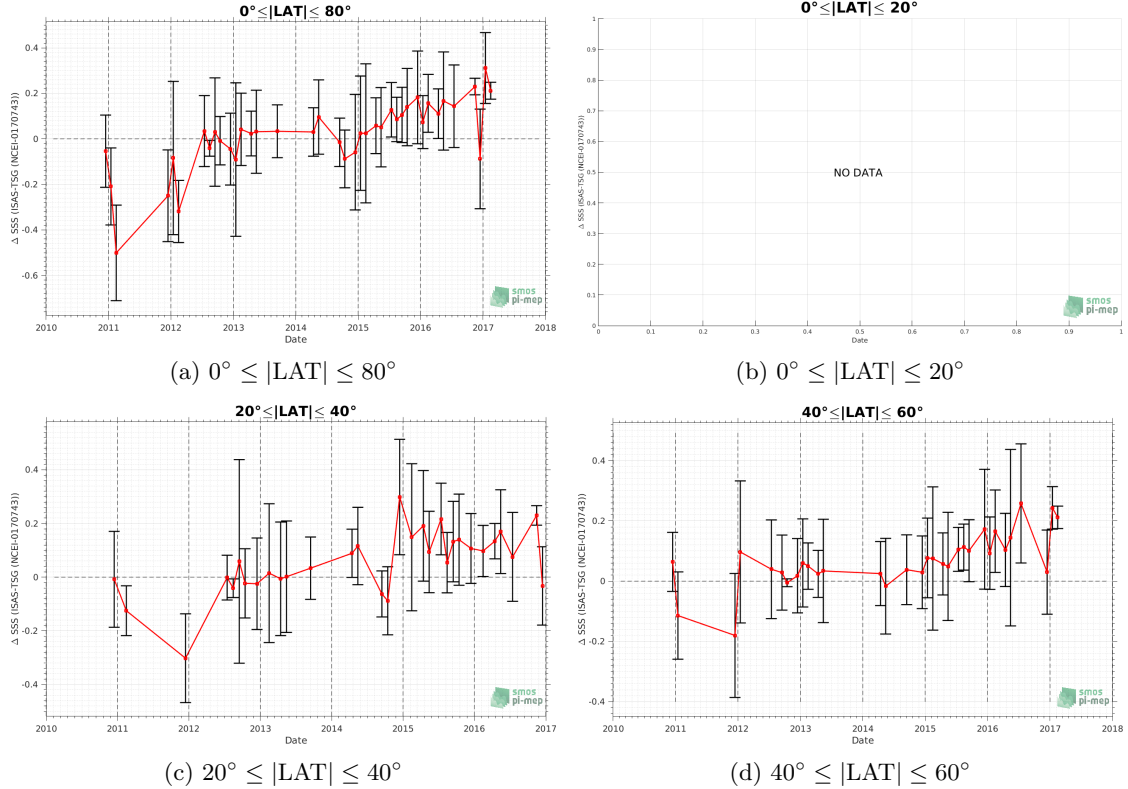 0°≤|LAT|≤ 80°
Δ SSS (ISAS-TSG (NCEI-0170743))
0.4
0.2
0
-0.2
-0.4
-0.6
2010 2011 2012 2013 2014 2015 2016 2017 2018
Date
smos
pi-mep
(a) 0° ≤ |LAT| ≤ 80°
0°≤|LAT|≤ 20°
Δ SSS (ISAS-TSG (NCEI-0170743))
1
0.9
0.8
0.7
0.6
0.5
0.4
0.3
0.2
0.1
0
NO DATA
0 0.1 0.2 0.3 0.4 0.5 0.6 0.7 0.8 0.9 1
Date
smos
pi-mep
(b) 0° ≤ |LAT| ≤ 20°
20°≤|LAT|≤ 40°
Δ SSS (ISAS-TSG (NCEI-0170743))
0.4
0.2
0
-0.2
-0.4
2010 2011 2012 2013 2014 2015 2016 2017
Date
smos
pi-mep
(c) 20° ≤ |LAT| ≤ 40°
40°≤|LAT|≤ 60°
Δ SSS (ISAS-TSG (NCEI-0170743))
0.4
0.2
0
-0.2
-0.4
2010 2011 2012 2013 2014 2015 2016 2017 2018
Date
smos
pi-mep
(d) 40° ≤ |LAT| ≤ 60°